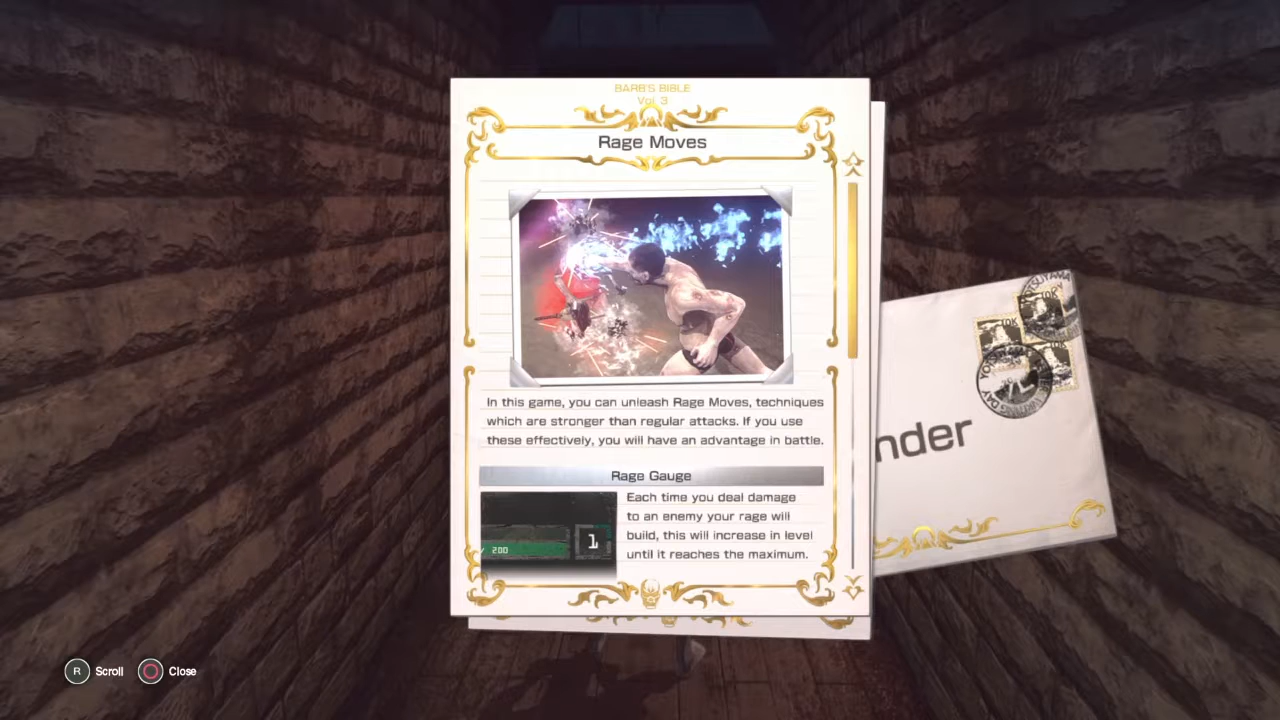 BARB'S BIBLE
Vol. 3
Rage Moves
In this game, you can unleash Rage Moves, techniques
which are stronger than regular attacks. If you use
these effectively, you will have an advantage in battle.
Rage Gauge
200
1
Each time you deal damage
to an enemy your rage will
build, this will increase in level
until it reaches the maximum.
nder
10K
R Scroll
Close